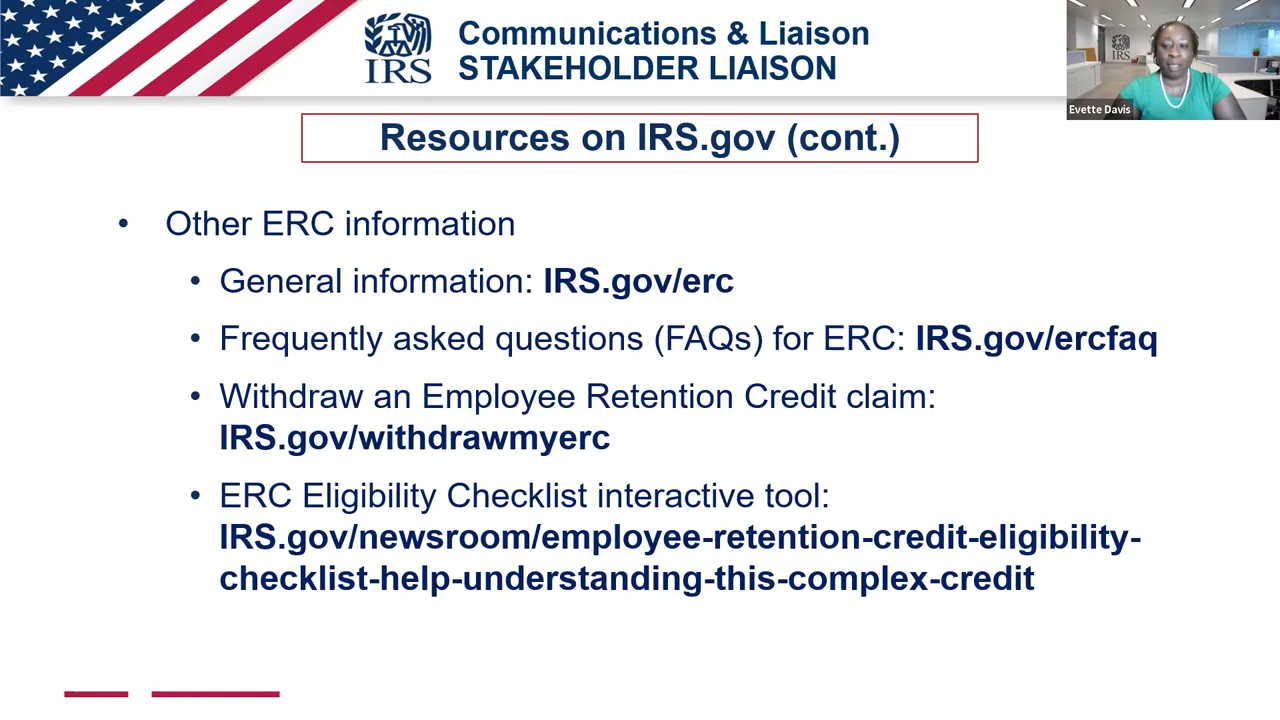 IRS
Communications & Liaison
STAKEHOLDER LIAISON
IRS
Evette Davis
Resources on IRS.gov (cont.)
• Other ERC information
• General information: IRS.gov/erc
• Frequently asked questions (FAQs) for ERC: IRS.gov/ercfaq
• Withdraw an Employee Retention Credit claim:
IRS.gov/withdrawmyerc
• ERC Eligibility Checklist interactive tool:
IRS.gov/newsroom/employee-retention-credit-eligibility-
checklist-help-understanding-this-complex-credit